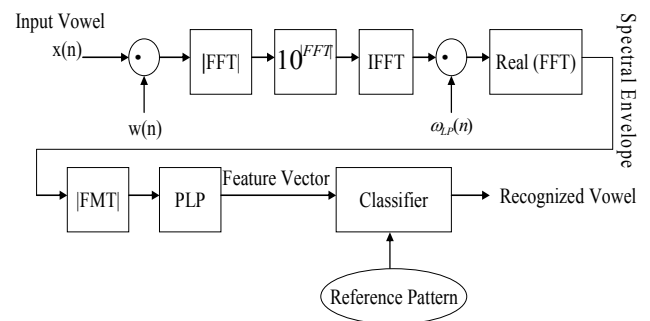 Input Vowel
x(n)
w(n)
|FFT|
10^|FFT|
IFFT
ω_LP(n)
Real (FFT)
Spectral Envelope
|FMT|
PLP
Feature Vector
Classifier
Recognized Vowel
Reference Pattern